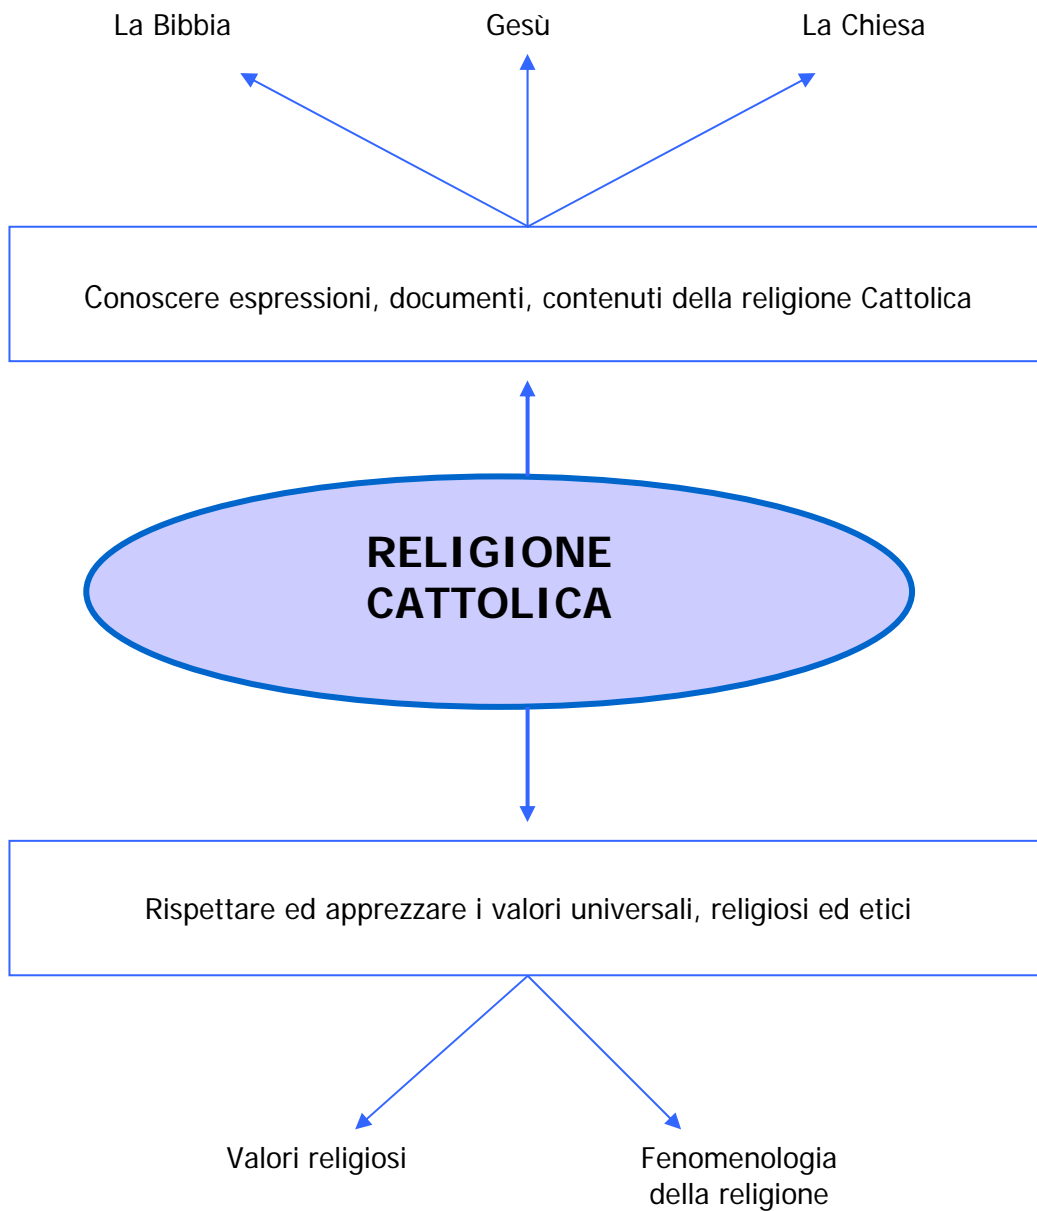 La Bibbia
Gesù
La Chiesa
Conoscere espressioni, documenti, contenuti della religione Cattolica
RELIGIONE
CATTOLICA
Rispettare ed apprezzare i valori universali, religiosi ed etici
Valori religiosi
Fenomenologia
della religione